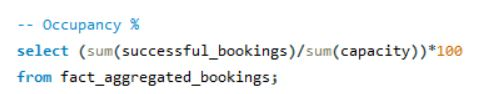 -- Occupancy %
select (sum(successful_bookings)/sum(capacity))*100
from fact_aggregated_bookings;